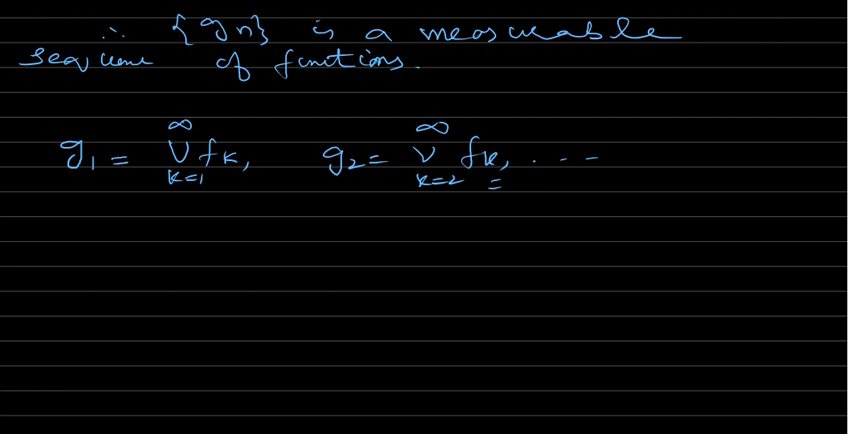 ∴ {gn} is a measurable
sequence of functions.
g₁ = ∞ ∨ k=1 fk, g₂ = ∞ ∨ k=2 fk, . . . .